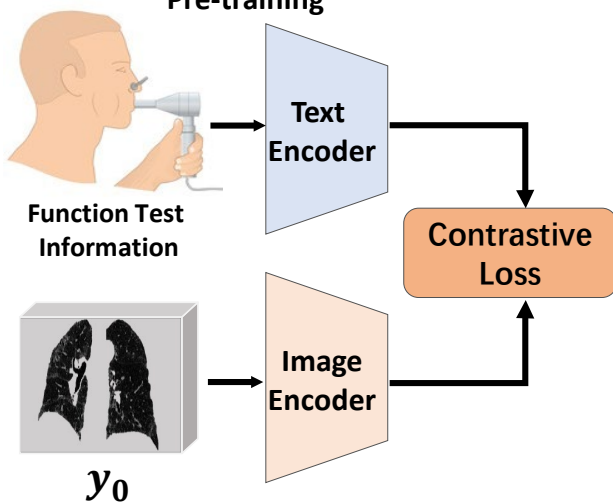 Pre-training
Text
Encoder
Function Test
Information
Contrastive
Loss
Image
Encoder
y₀